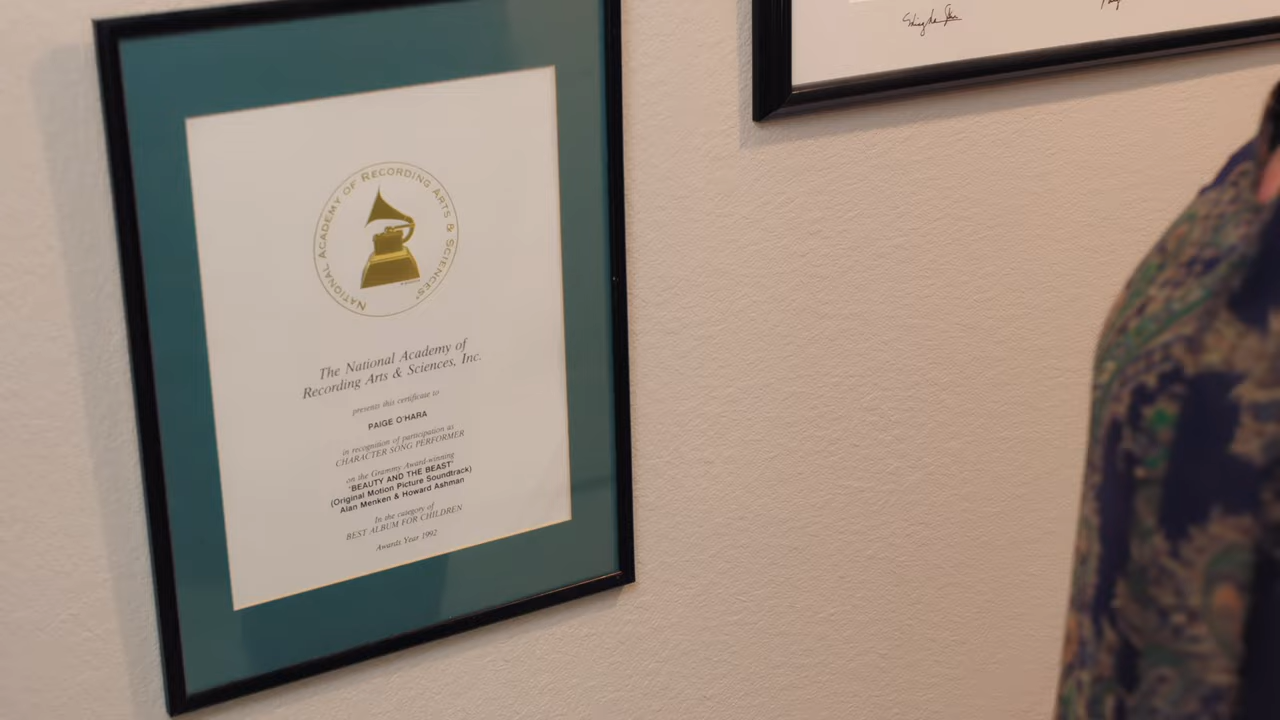 NATIONAL ACADEMY OF RECORDING ARTS & SCIENCES
The National Academy of
Recording Arts & Sciences, Inc.
presents this certificate to
PAIGE O'HARA
in recognition of participation as
CHARACTER SONG PERFORMER
on the Grammy Award-winning
"BEAUTY AND THE BEAST"
(Original Motion Picture Soundtrack)
Alan Menken & Howard Ashman
In the category of
BEST ALBUM FOR CHILDREN
Awards Year 1992